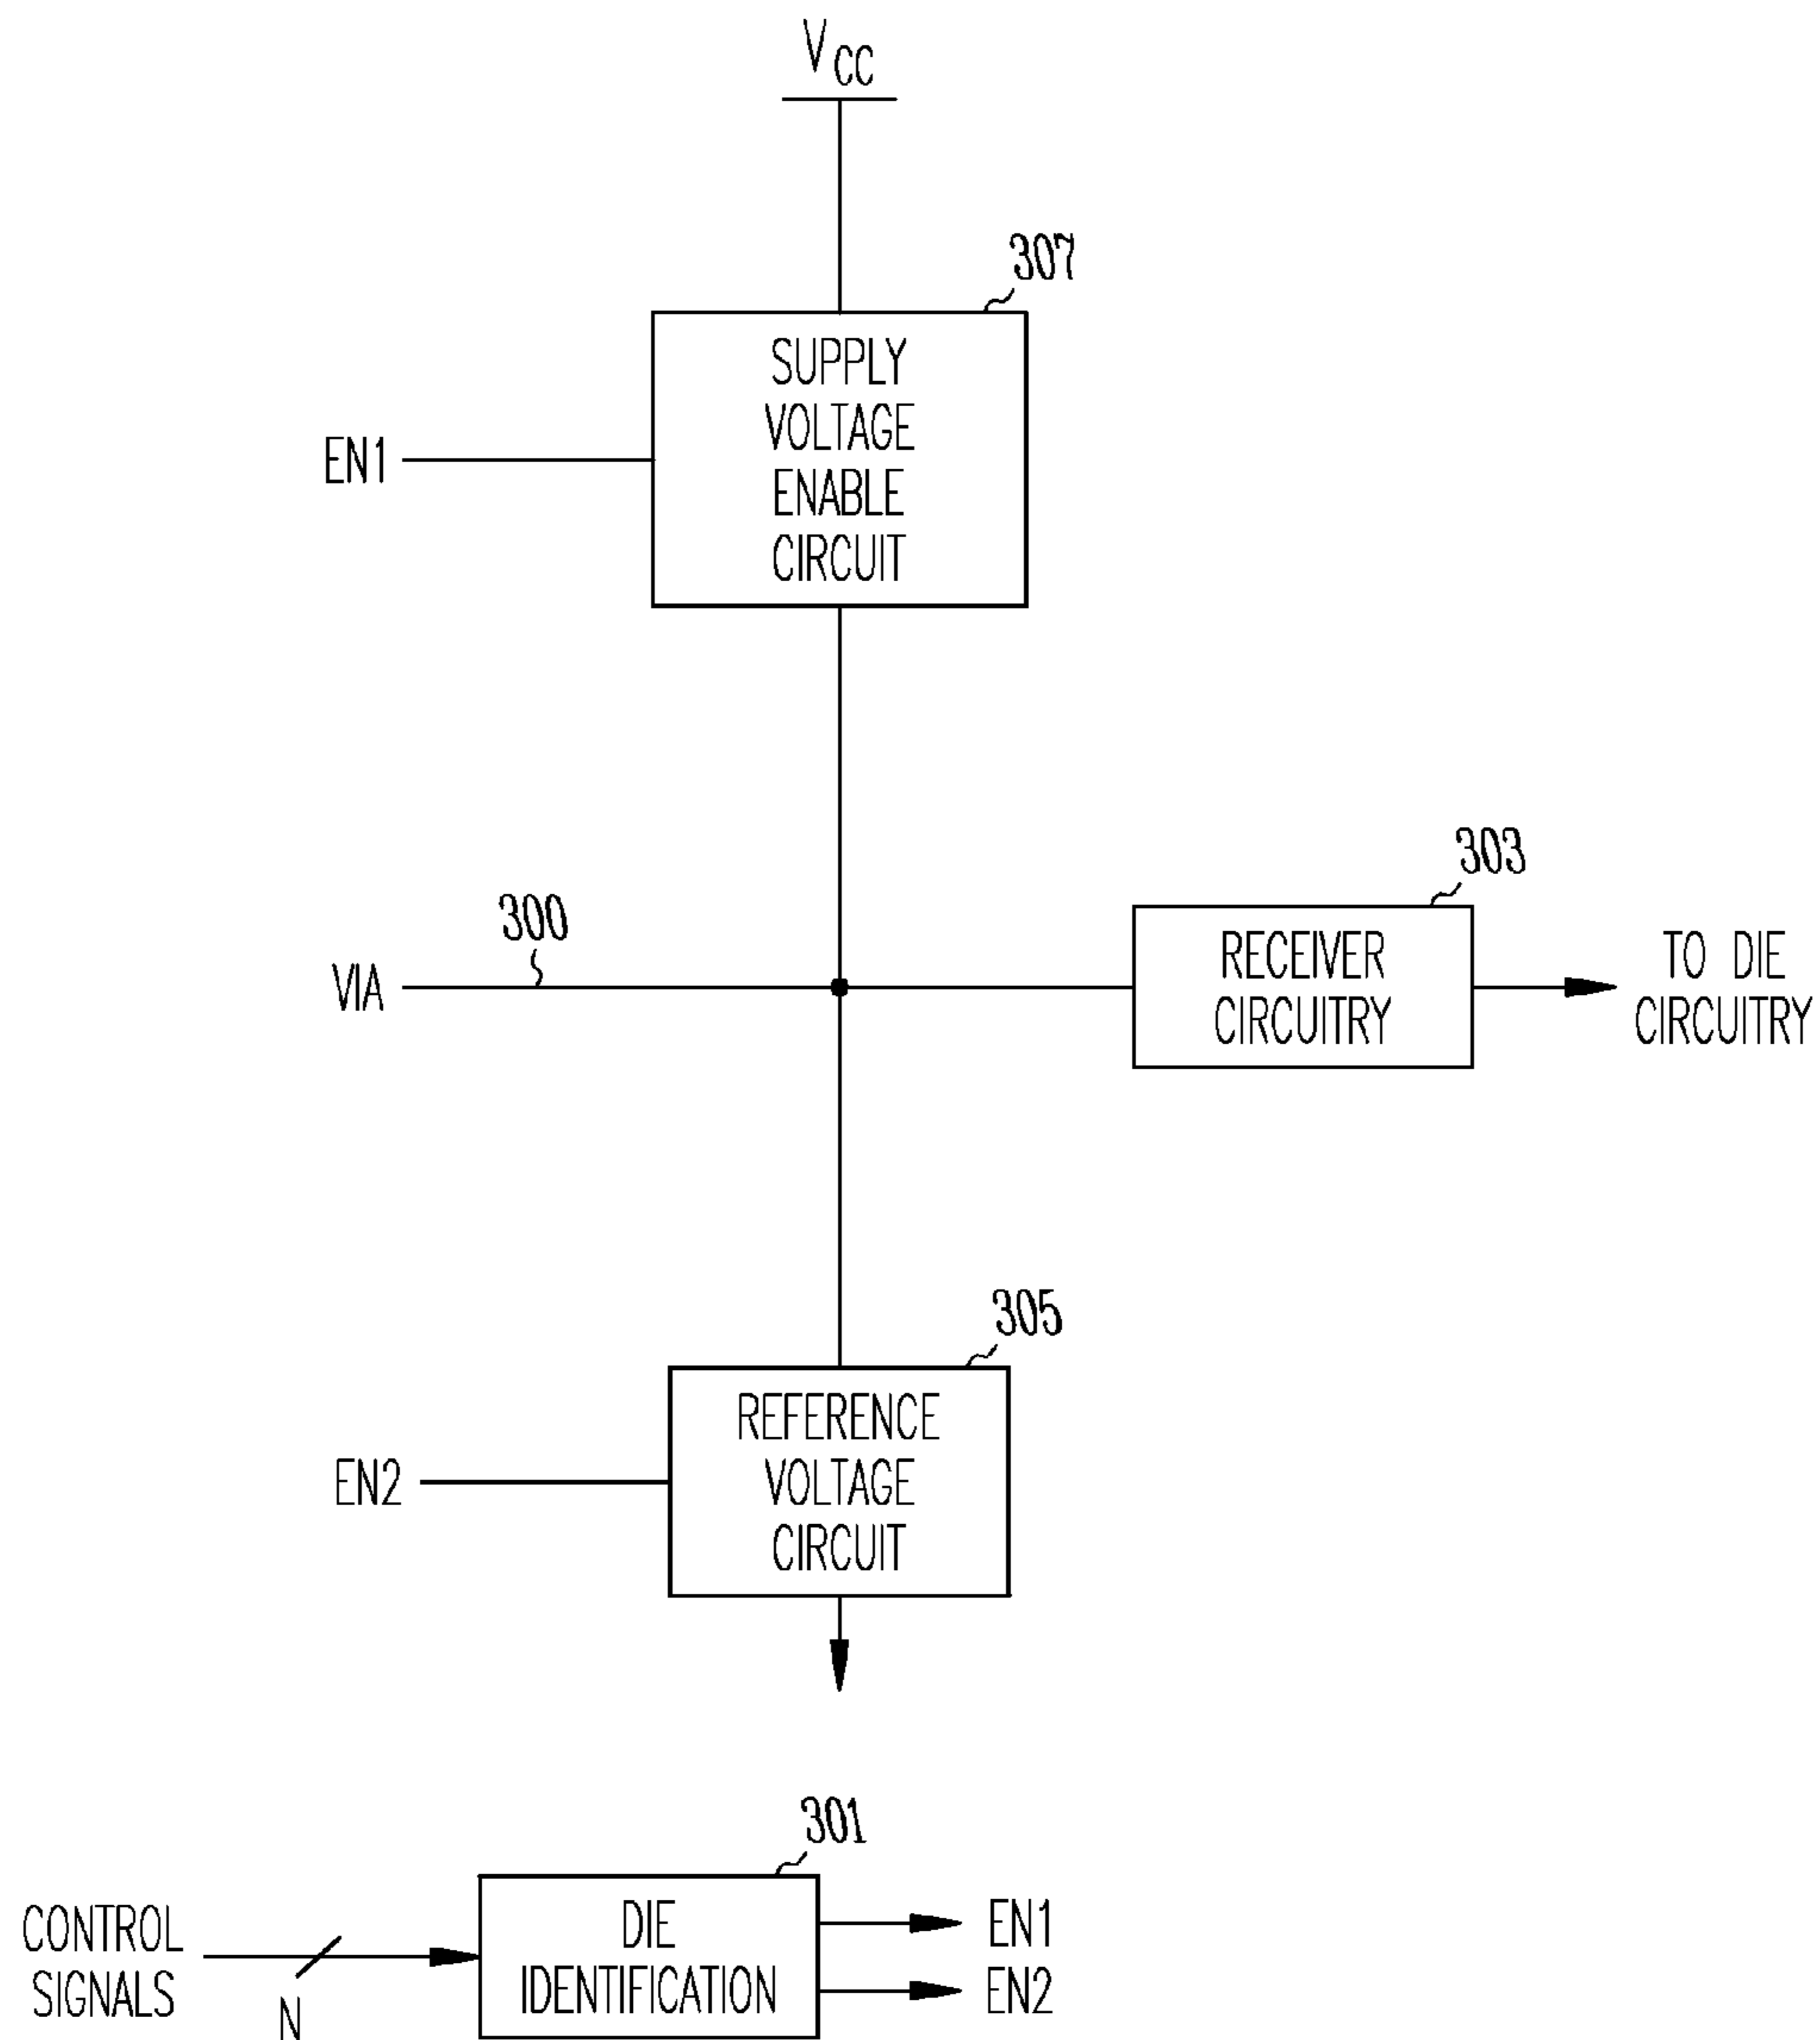 VCC
307
SUPPLY
VOLTAGE
ENABLE
CIRCUIT
EN1
303
300
VIA
RECEIVER
CIRCUITRY
TO DIE
CIRCUITRY
305
REFERENCE
VOLTAGE
CIRCUIT
EN2
301
CONTROL
SIGNALS
N
DIE
IDENTIFICATION
EN1
EN2